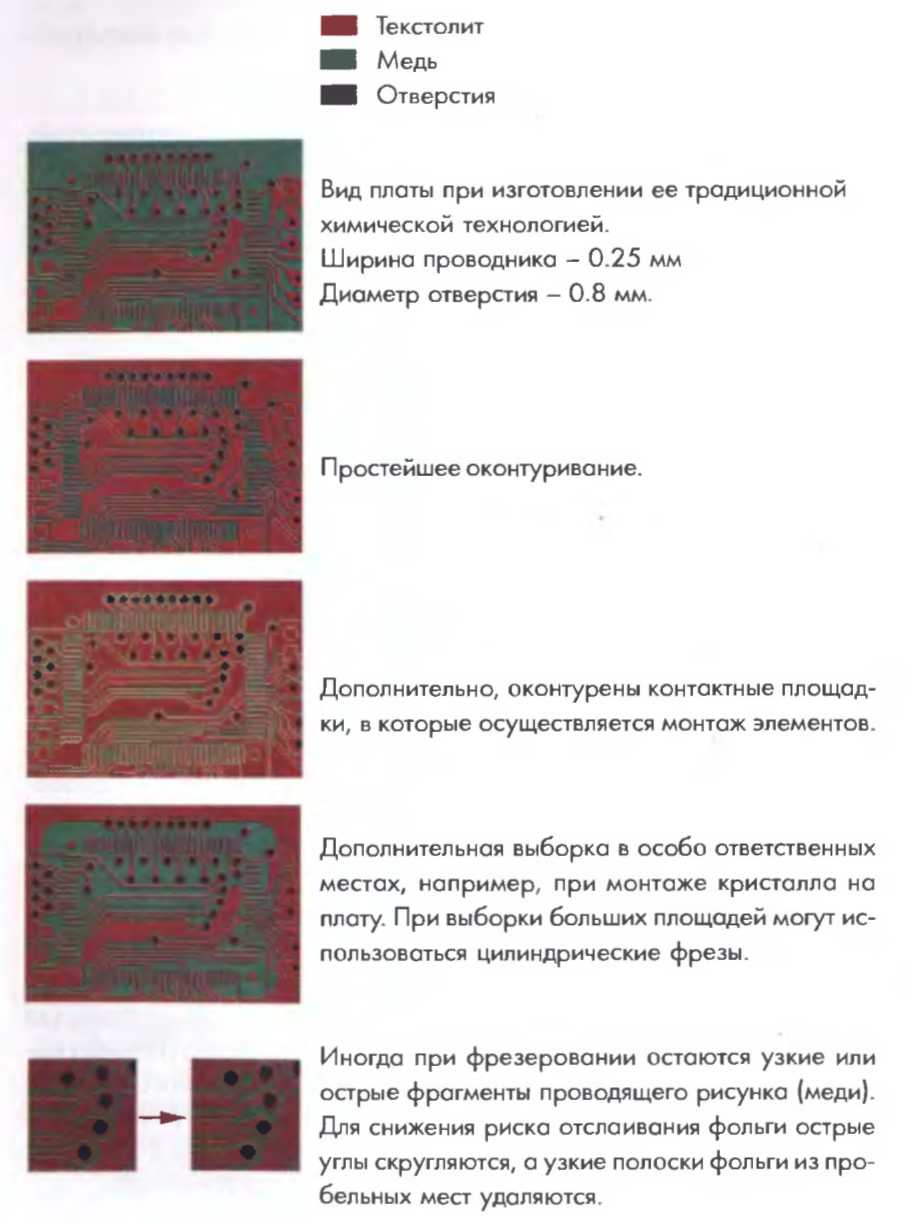 Текстолит
Медь
Отверстия
Вид платы при изготовлении ее традиционной
химической технологией.
Ширина проводника – 0.25 мм
Диаметр отверстия – 0.8 мм.
Простейшее оконтуривание.
Дополнительно, оконтурены контактные площад-
ки, в которые осуществляется монтаж элементов.
Дополнительная выборка в особо ответственных
местах, например, при монтаже кристалла на
плату. При выборки больших площадей могут ис-
пользоваться цилиндрические фрезы.
Иногда при фрезеровании остаются узкие или
острые фрагменты проводящего рисунка (меди).
Для снижения риска отслаивания фольги острые
углы скругляются, а узкие полоски фольги из про-
бельных мест удаляются.